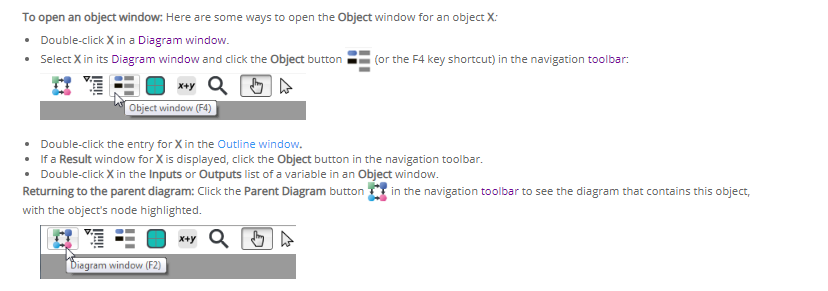 To open an object window: Here are some ways to open the Object window for an object X:
• Double-click X in a Diagram window.
• Select X in its Diagram window and click the Object button (or the F4 key shortcut) in the navigation toolbar:
x+y
Object window (F4)
• Double-click the entry for X in the Outline window.
• If a Result window for X is displayed, click the Object button in the navigation toolbar.
• Double-click X in the Inputs or Outputs list of a variable in an Object window.
Returning to the parent diagram: Click the Parent Diagram button in the navigation toolbar to see the diagram that contains this object,
with the object's node highlighted.
x+y
Diagram window (F2)